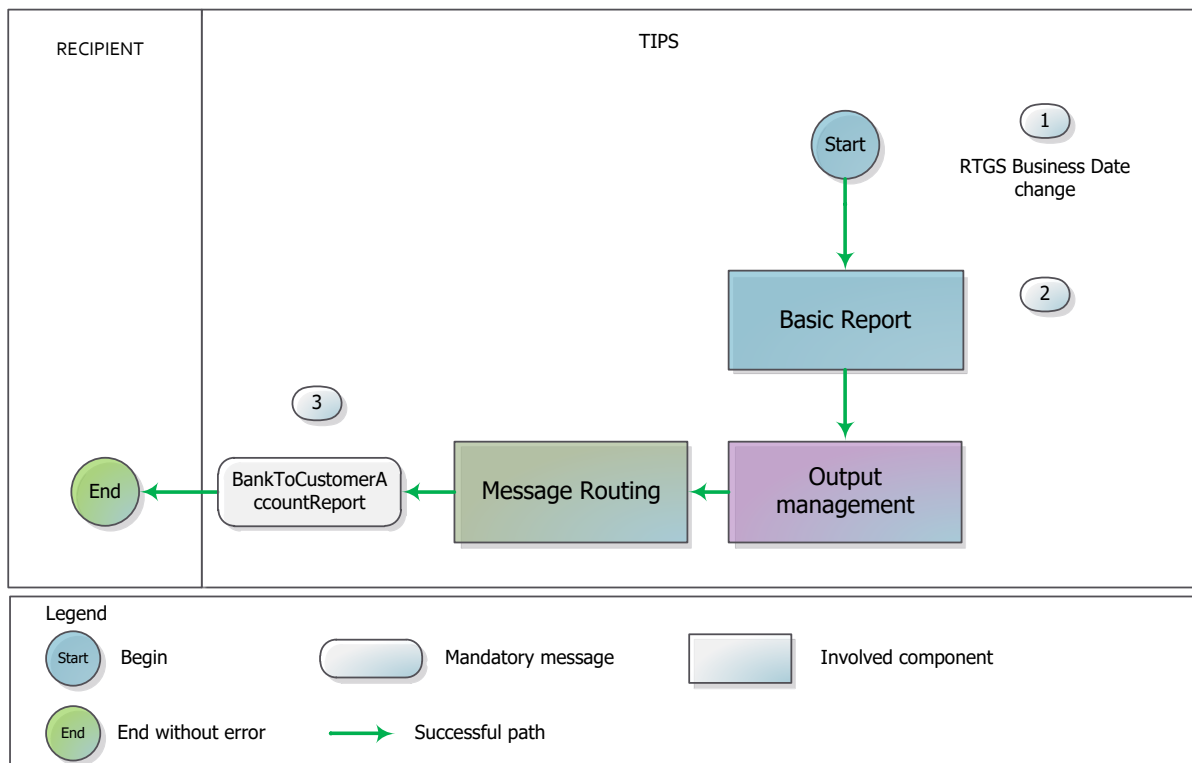 RECIPIENT
TIPS
Start
1
RTGS Business Date
change
Basic Report
2
3
End
BankToCustomerA
ccountReport
Message Routing
Output
management
Legend
Start
Begin
Mandatory message
Involved component
End
End without error
Successful path